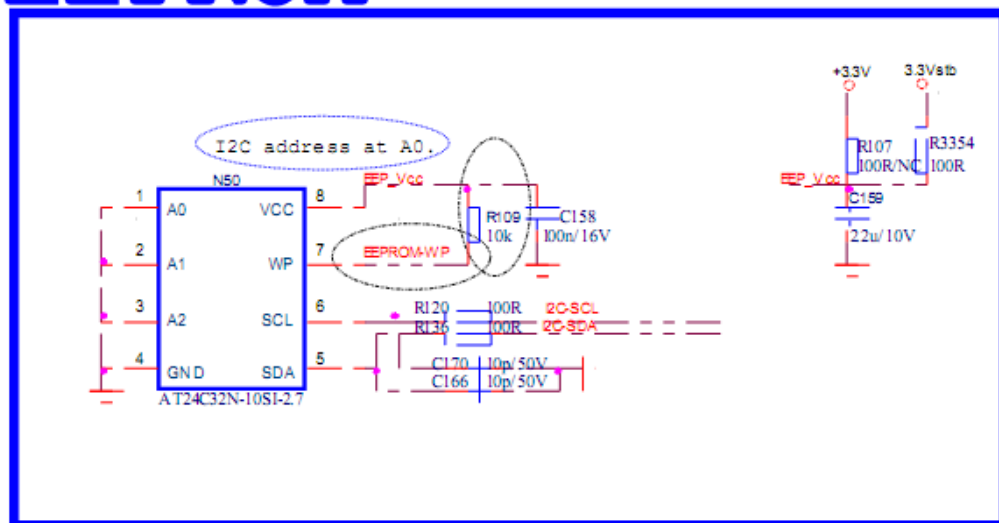 +3.3V 3.3Vstb
I2C address at A0.
R107 R3354
100R/NC 100R
N50
EEP_Vcc
EEP_Vcc
1 A0 VCC 8
C159
R109 C158
10k 100n/16V
22u/10V
2 A1 WP 7 EEPROM-WP
3 A2 SCL 6 R120 100R I2C-SCL
R136 100R I2C-SDA
4 GND SDA 5 C170 10p/50V
C166 10p/50V
AT24C32N-10SI-2.7